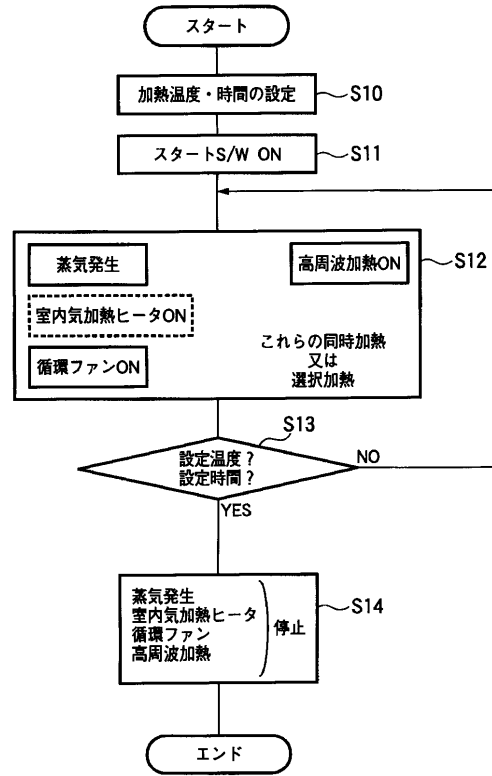 スタート
加熱温度・時間の設定
S10
スタートS/W ON
S11
S12
蒸気発生
高周波加熱ON
室内気加熱ヒータON
循環ファンON
これらの同時加熱
又は
選択加熱
S13
設定温度?
設定時間?
NO
YES
蒸気発生
室内気加熱ヒータ
循環ファン
高周波加熱
停止
S14
エンド